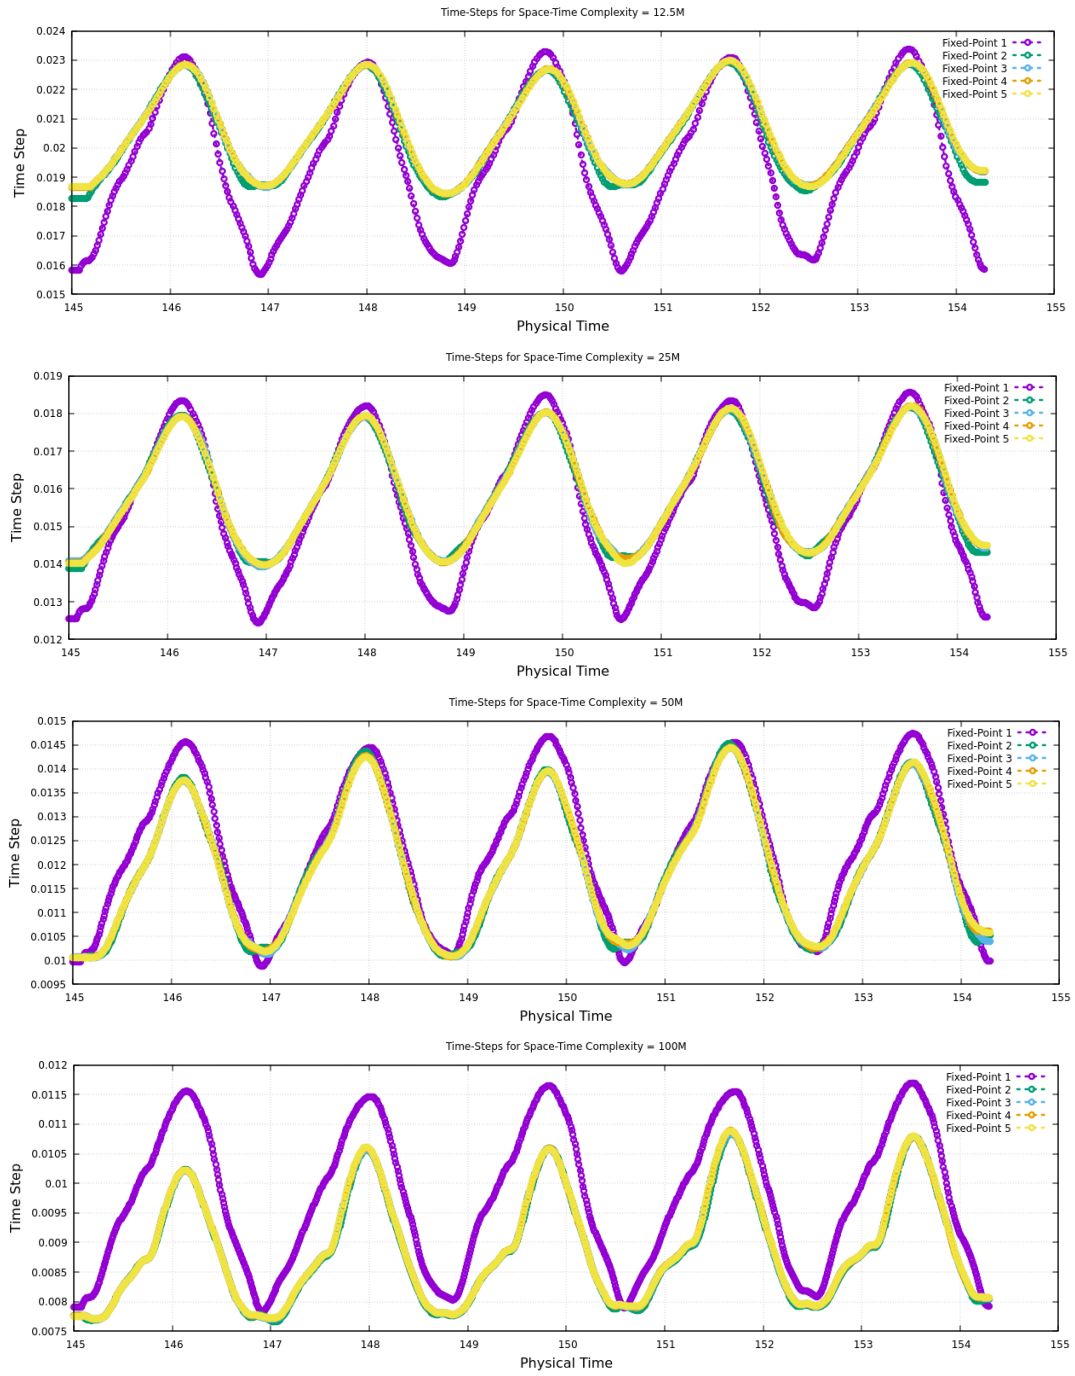 Time-Steps for Space-Time Complexity = 12.5M
0.024
0.023
0.022
0.021
0.02
0.019
0.018
0.017
0.016
0.015
Time Step
Fixed-Point 1
Fixed-Point 2
Fixed-Point 3
Fixed-Point 4
Fixed-Point 5
145 146 147 148 149 150 151 152 153 154 155
Physical Time
Time-Steps for Space-Time Complexity = 25M
0.019
0.018
0.017
0.016
0.015
0.014
0.013
0.012
Time Step
Fixed-Point 1
Fixed-Point 2
Fixed-Point 3
Fixed-Point 4
Fixed-Point 5
145 146 147 148 149 150 151 152 153 154 155
Physical Time
Time-Steps for Space-Time Complexity = 50M
0.015
0.0145
0.014
0.0135
0.013
0.0125
0.012
0.0115
0.011
0.0105
0.01
0.0095
Time Step
Fixed-Point 1
Fixed-Point 2
Fixed-Point 3
Fixed-Point 4
Fixed-Point 5
145 146 147 148 149 150 151 152 153 154 155
Physical Time
Time-Steps for Space-Time Complexity = 100M
0.012
0.0115
0.011
0.0105
0.01
0.0095
0.009
0.0085
0.008
0.0075
Time Step
Fixed-Point 1
Fixed-Point 2
Fixed-Point 3
Fixed-Point 4
Fixed-Point 5
145 146 147 148 149 150 151 152 153 154 155
Physical Time